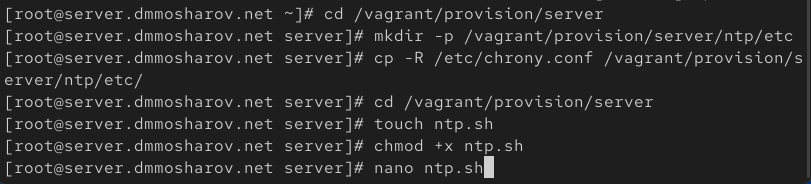 [root@server.dmmosharov.net ~]# cd /vagrant/provision/server
[root@server.dmmosharov.net server]# mkdir -p /vagrant/provision/server/ntp/etc
[root@server.dmmosharov.net server]# cp -R /etc/chrony.conf /vagrant/provision/s
erver/ntp/etc/
[root@server.dmmosharov.net server]# cd /vagrant/provision/server
[root@server.dmmosharov.net server]# touch ntp.sh
[root@server.dmmosharov.net server]# chmod +x ntp.sh
[root@server.dmmosharov.net server]# nano ntp.sh